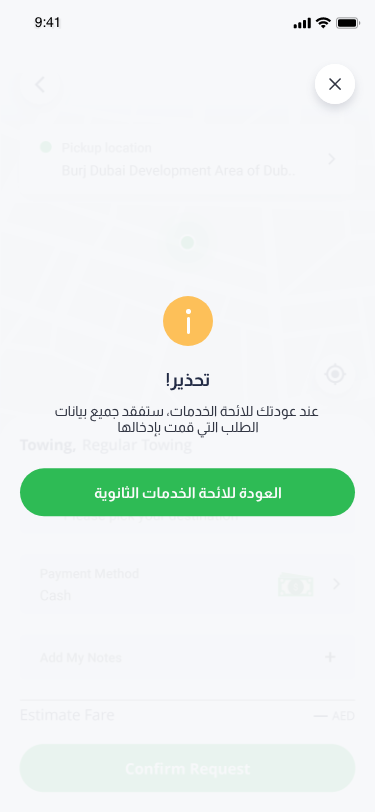 9:41
Pickup location
Burj Dubai Development Area of Dub...
تحذير!
عند عودتك للائحة الخدمات، ستفقد جميع بيانات
الطلب التي قمت بإدخالها
Towing, Regular Towing
العودة للائحة الخدمات الثانوية
Payment Method
Cash
Add My Notes
Estimate Fare
— AED
Confirm Request